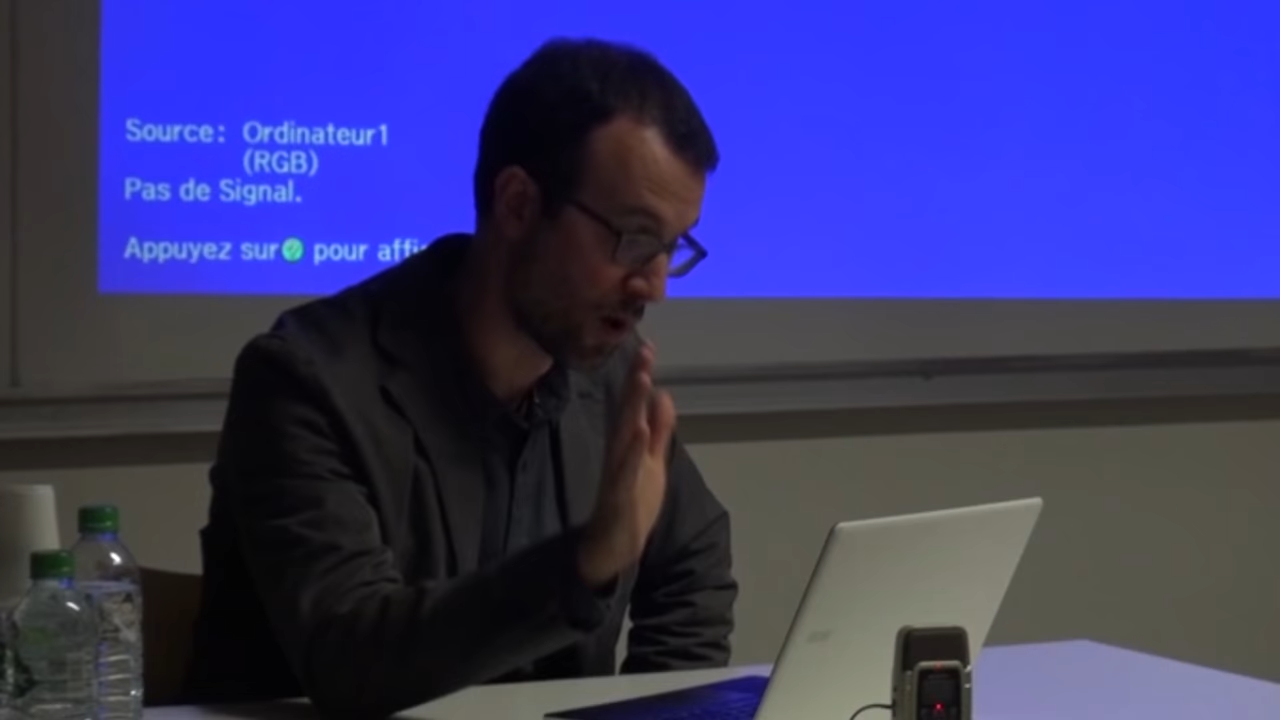 Source: Ordinateur1
(RGB)
Pas de Signal.
Appuyez sur pour